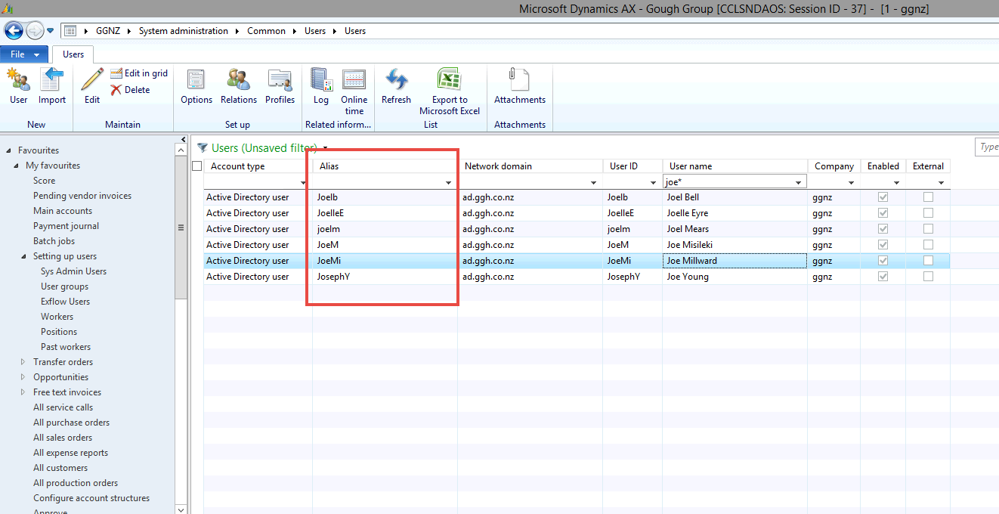 Microsoft Dynamics AX - Gough Group [CCLSNDAOS: Session ID - 37] - [1 - ggnz]
GGNZ System administration Common Users Users
File Users
User Import Edit Edit in grid Delete Options Relations Profiles Log Online time Refresh Export to Microsoft Excel Attachments
New Maintain Set up Related inform... List Attachments
Favourites
My favourites
Score
Pending vendor invoices
Main accounts
Payment journal
Batch jobs
Setting up users
Sys Admin Users
User groups
Exflow Users
Workers
Positions
Past workers
Transfer orders
Opportunities
Free text invoices
All service calls
All purchase orders
All sales orders
All expense reports
All customers
All production orders
Configure account structures
Approve
Users (Unsaved filter)
Type
Account type Alias Network domain User ID User name Company Enabled External
joe*
Active Directory user Joelb ad.ggh.co.nz Joelb Joel Bell ggnz
Active Directory user JoelleE ad.ggh.co.nz JoelleE Joelle Eyre ggnz
Active Directory user joelm ad.ggh.co.nz joelm Joel Mears ggnz
Active Directory user JoeM ad.ggh.co.nz JoeM Joe Misileki ggnz
Active Directory user JoeMi ad.ggh.co.nz JoeMi Joe Millward ggnz
Active Directory user JosephY ad.ggh.co.nz JosephY Joe Young ggnz